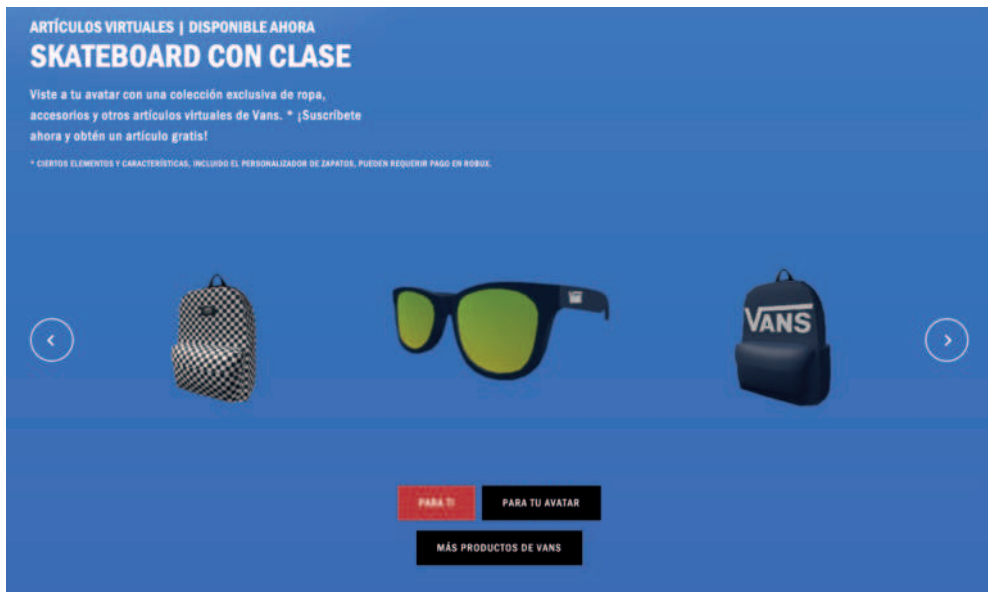 ARTÍCULOS VIRTUALES | DISPONIBLE AHORA
SKATEBOARD CON CLASE
Viste a tu avatar con una colección exclusiva de ropa,
accesorios y otros artículos virtuales de Vans. * ¡Suscríbete
ahora y obtén un artículo gratis!
* CIERTOS ELEMENTOS Y CARACTERÍSTICAS, INCLUIDO EL PERSONALIZADOR DE ZAPATOS, PUEDEN REQUERIR PAGO EN ROBUX.
VANS
PARA TI
PARA TU AVATAR
MÁS PRODUCTOS DE VANS